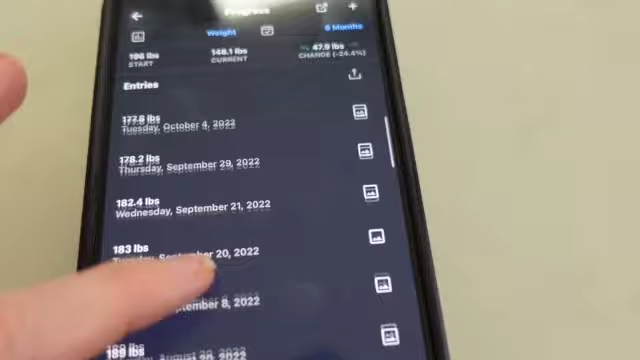 Progress
Weight
6 Months
196 lbs
148.1 lbs
47.9 lbs
START
CURRENT
CHANGE (-24.4%)
Entries
177.8 lbs
Tuesday, October 4, 2022
178.2 lbs
Thursday, September 29, 2022
182.4 lbs
Wednesday, September 21, 2022
183 lbs
Tuesday, September 20, 2022
8, 2022
189 lbs
2022